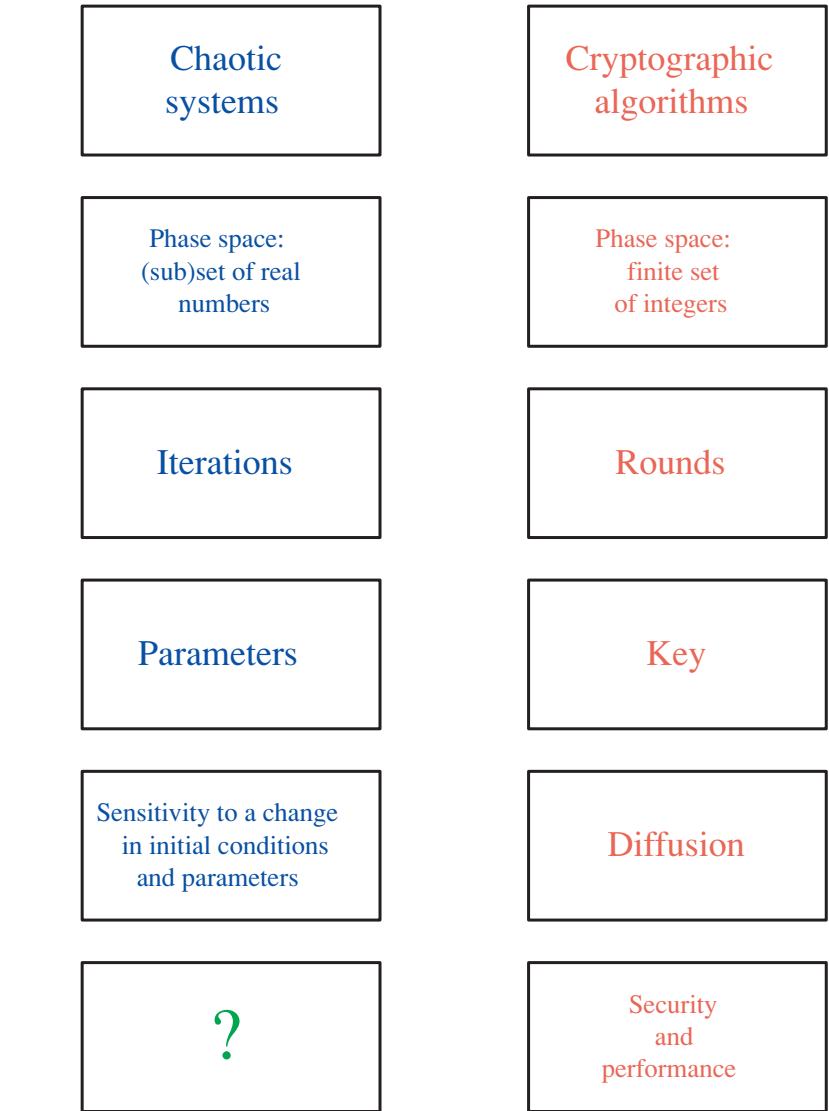 Chaotic
systems
Cryptographic
algorithms
Phase space:
(sub)set of real
numbers
Phase space:
finite set
of integers
Iterations
Rounds
Parameters
Key
Sensitivity to a change
in initial conditions
and parameters
Diffusion
?
Security
and
performance